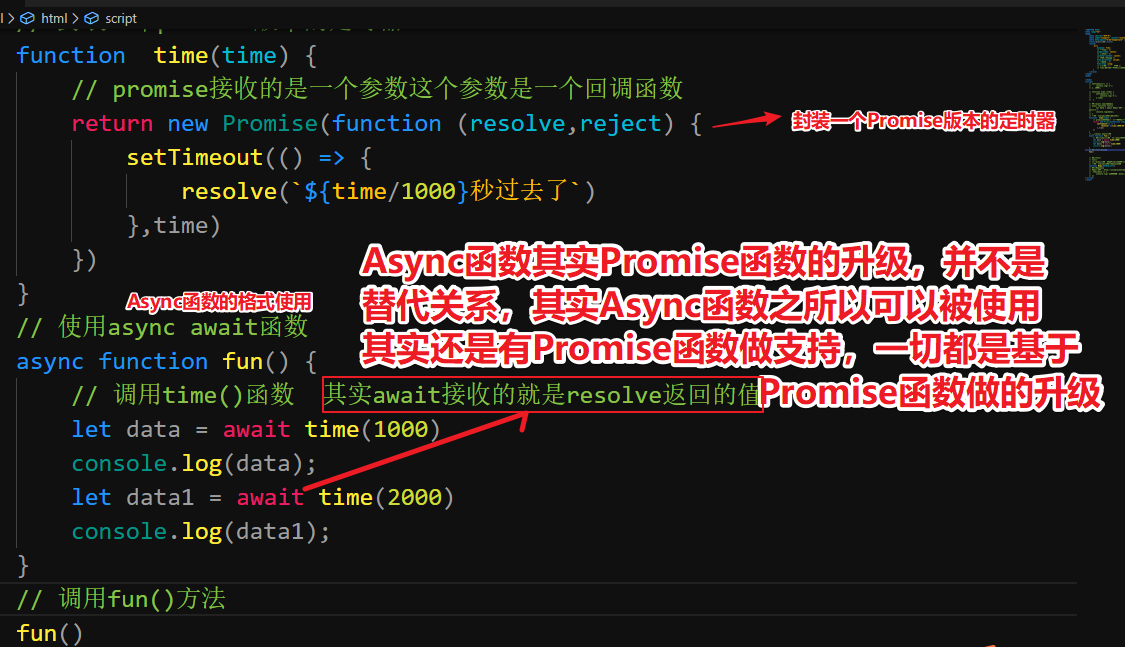 html > script
function  time(time) {
// promise接收的是一个参数这个参数是一个回调函数
return new Promise(function (resolve,reject) {
封装一个Promise版本的定时器
setTimeout(() => {
resolve(`${time/1000}秒过去了`)
},time)
})
}
Async函数其实Promise函数的升级，并不是
替代关系，其实Async函数之所以可以被使用
其实还是有Promise函数做支持，一切都是基于
Promise函数做的升级
Async函数的格式使用
// 使用async await函数
async function fun() {
// 调用time()函数  其实await接收的就是resolve返回的值
let data = await time(1000)
console.log(data);
let data1 = await time(2000)
console.log(data1);
}
// 调用fun()方法
fun()